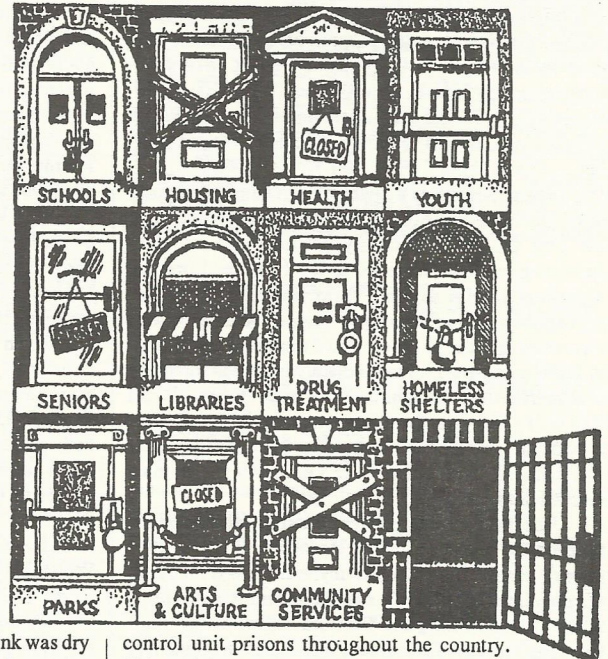 CLOSED
SCHOOLS HOUSING HEALTH YOUTH
CLOSED
SENIORS LIBRARIES DRUG TREATMENT HOMELESS SHELTERS
CLOSED
PARKS ARTS & CULTURE COMMUNITY SERVICES
nk was dry
control unit prisons throughout the country.